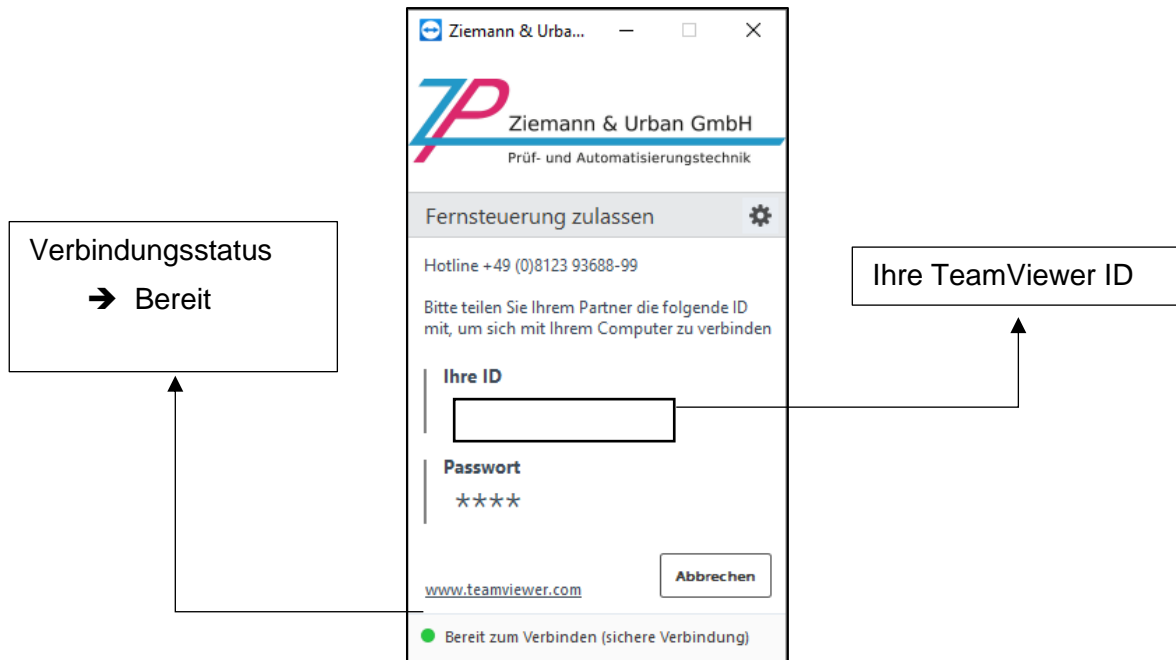 Ziemann & Urba...
ZP
Ziemann & Urban GmbH
Prüf- und Automatisierungstechnik
Fernsteuerung zulassen
Verbindungsstatus
➔ Bereit
Hotline +49 (0)8123 93688-99
Ihre TeamViewer ID
Bitte teilen Sie Ihrem Partner die folgende ID
mit, um sich mit Ihrem Computer zu verbinden
Ihre ID
Passwort
****
Abbrechen
www.teamviewer.com
Bereit zum Verbinden (sichere Verbindung)